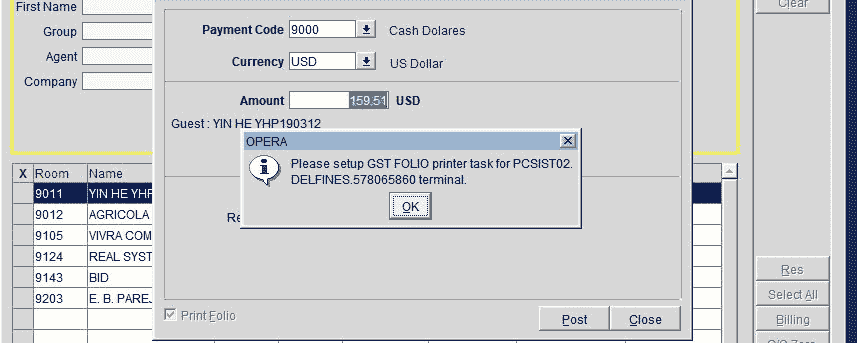 First Name
Group
Agent
Company
Clear
Payment Code 9000 Cash Dolares
Currency USD US Dollar
Amount 159.51 USD
Guest : YIN HE YHP190312
OPERA
Please setup GST FOLIO printer task for PCSIST02.
DELFINES.578065860 terminal.
OK
X Room Name
9011 YIN HE YHP
9012 AGRICOLA
9105 VIVRA COM
9124 REAL SYST
9143 BID
9203 E. B. PAREJ
Re
Print Folio
Post Close
Res
Select All
Billing